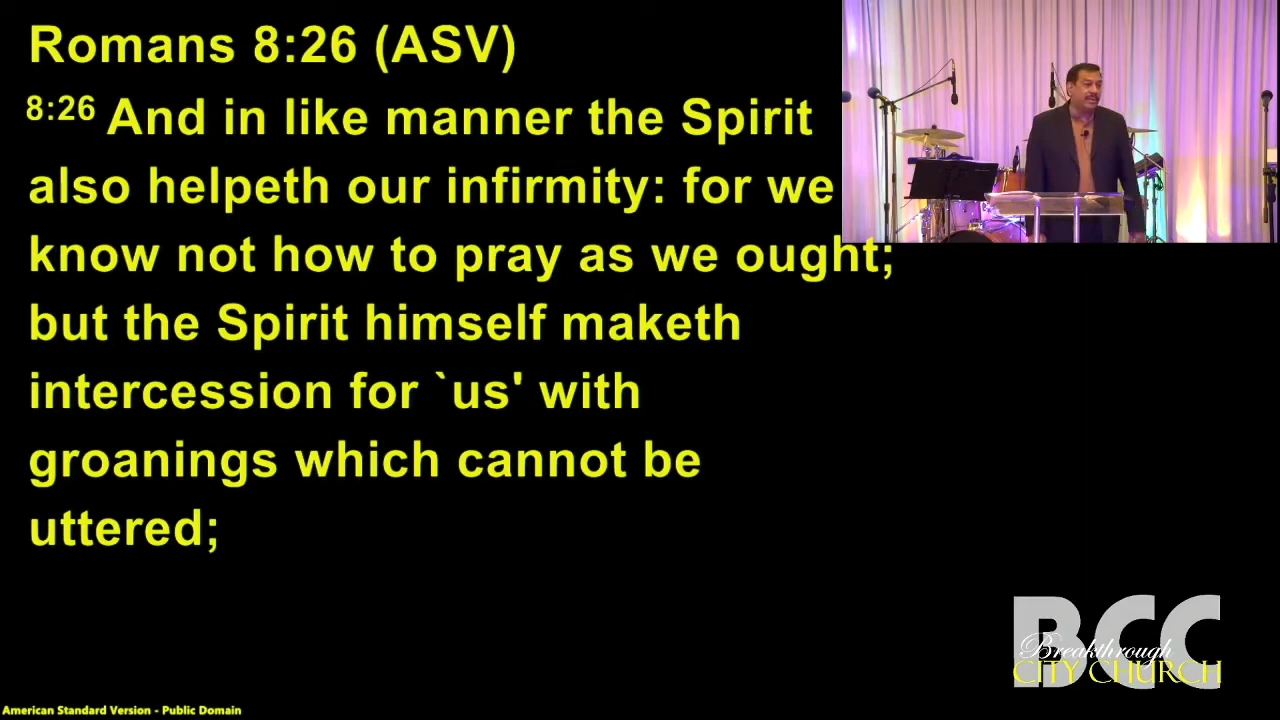 Romans 8:26 (ASV)
8:26 And in like manner the Spirit
also helpeth our infirmity: for we
know not how to pray as we ought;
but the Spirit himself maketh
intercession for `us' with
groanings which cannot be
uttered;
BCC
Breakthrough
CITY CHURCH
American Standard Version - Public Domain